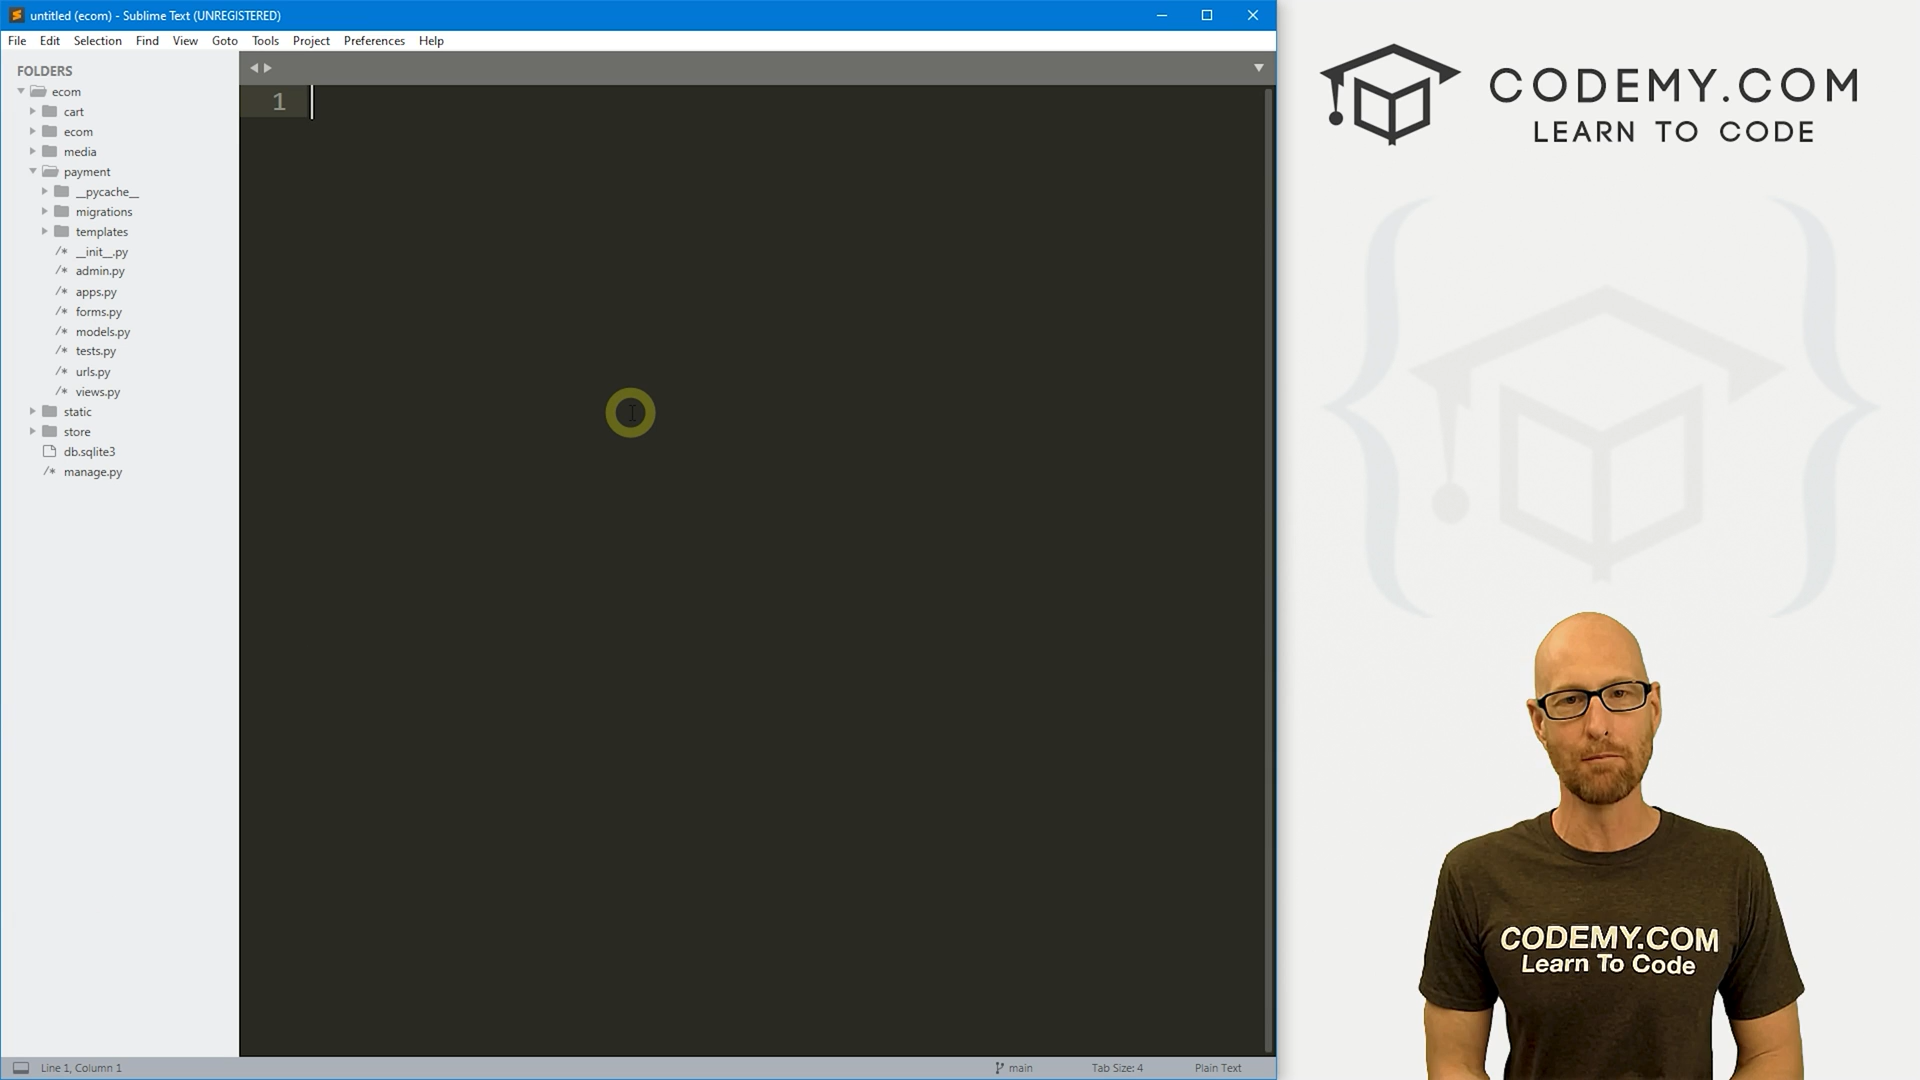 untitled (ecom) - Sublime Text (UNREGISTERED)
File Edit Selection Find View Goto Tools Project Preferences Help
FOLDERS
ecom
cart
ecom
media
payment
__pycache__
migrations
templates
/* __init__.py
/* admin.py
/* apps.py
/* forms.py
/* models.py
/* tests.py
/* urls.py
/* views.py
static
store
db.sqlite3
/* manage.py
1
Line 1, Column 1
main
Tab Size: 4
Plain Text
CODEMY.COM
LEARN TO CODE
CODEMY.COM
Learn To Code